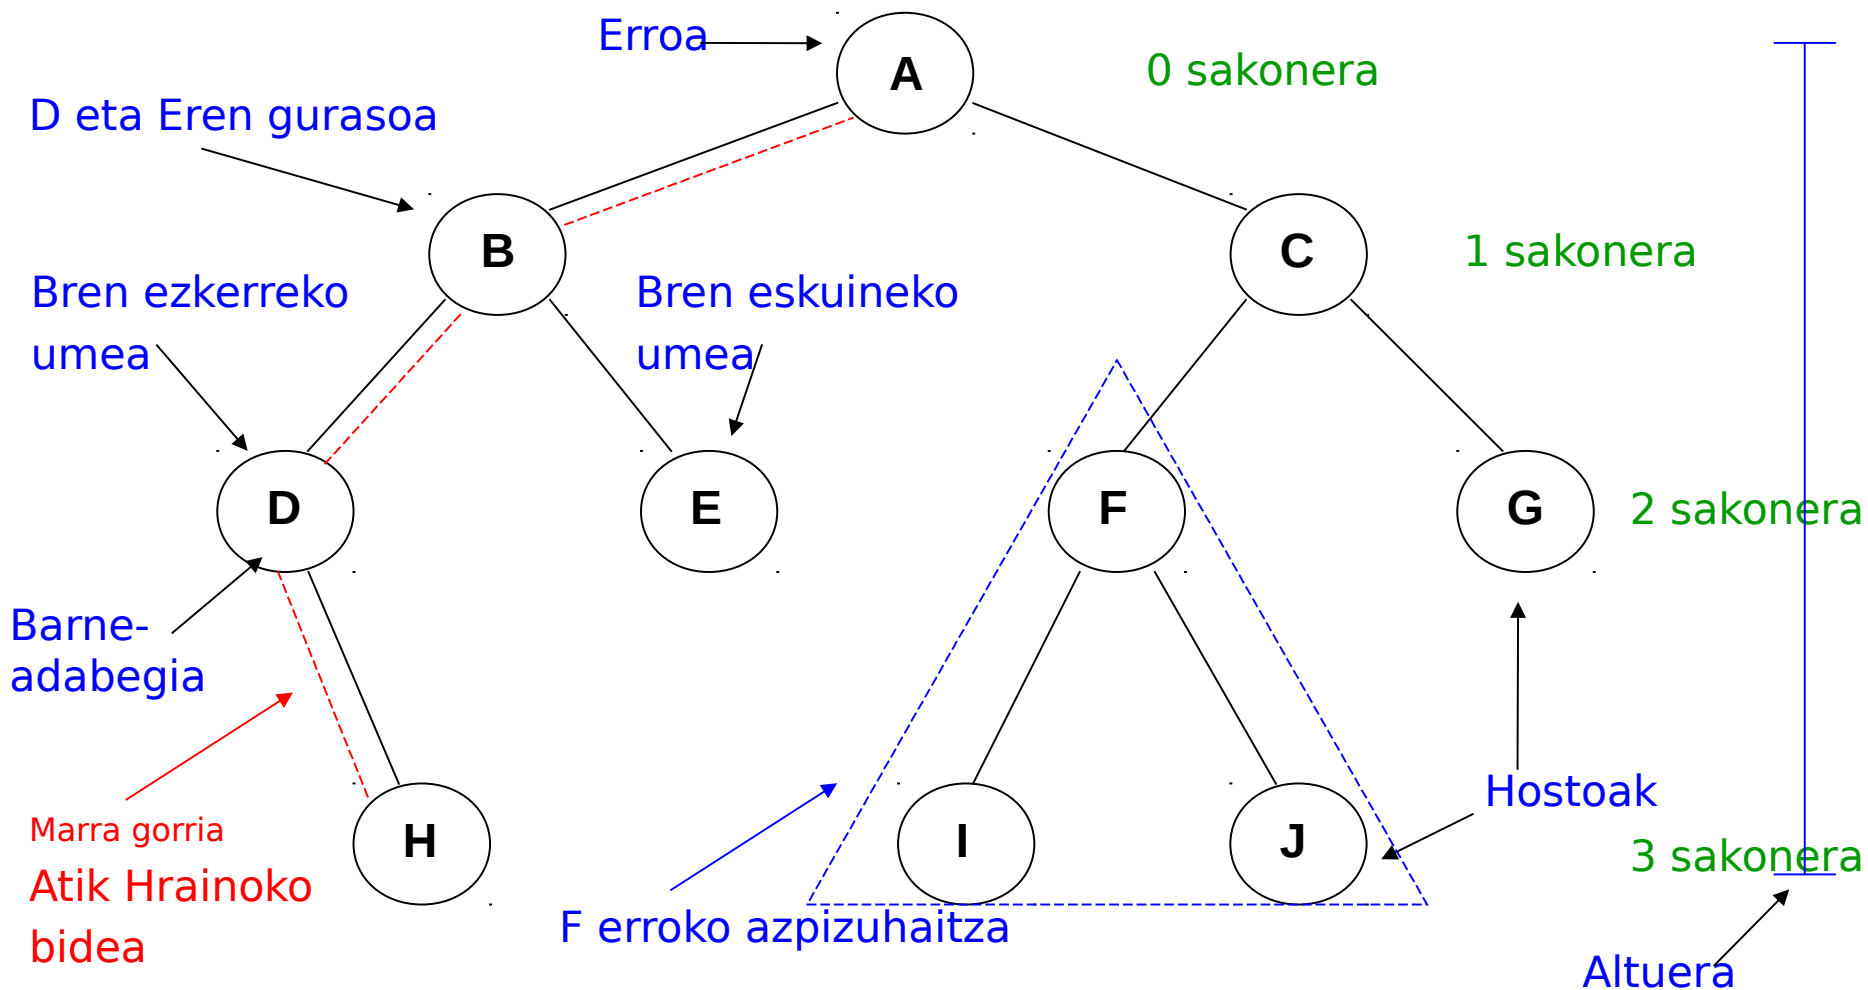 Erroa
A
0 sakonera
D eta Eren gurasoa
B
C
1 sakonera
Bren ezkerreko
umea
Bren eskuineko
umea
D
E
F
G
2 sakonera
Barne-
adabegia
Hostoak
Marra gorria
Atik Hrainoko
bidea
H
I
J
3 sakonera
F erroko azpizuhaitza
Altuera